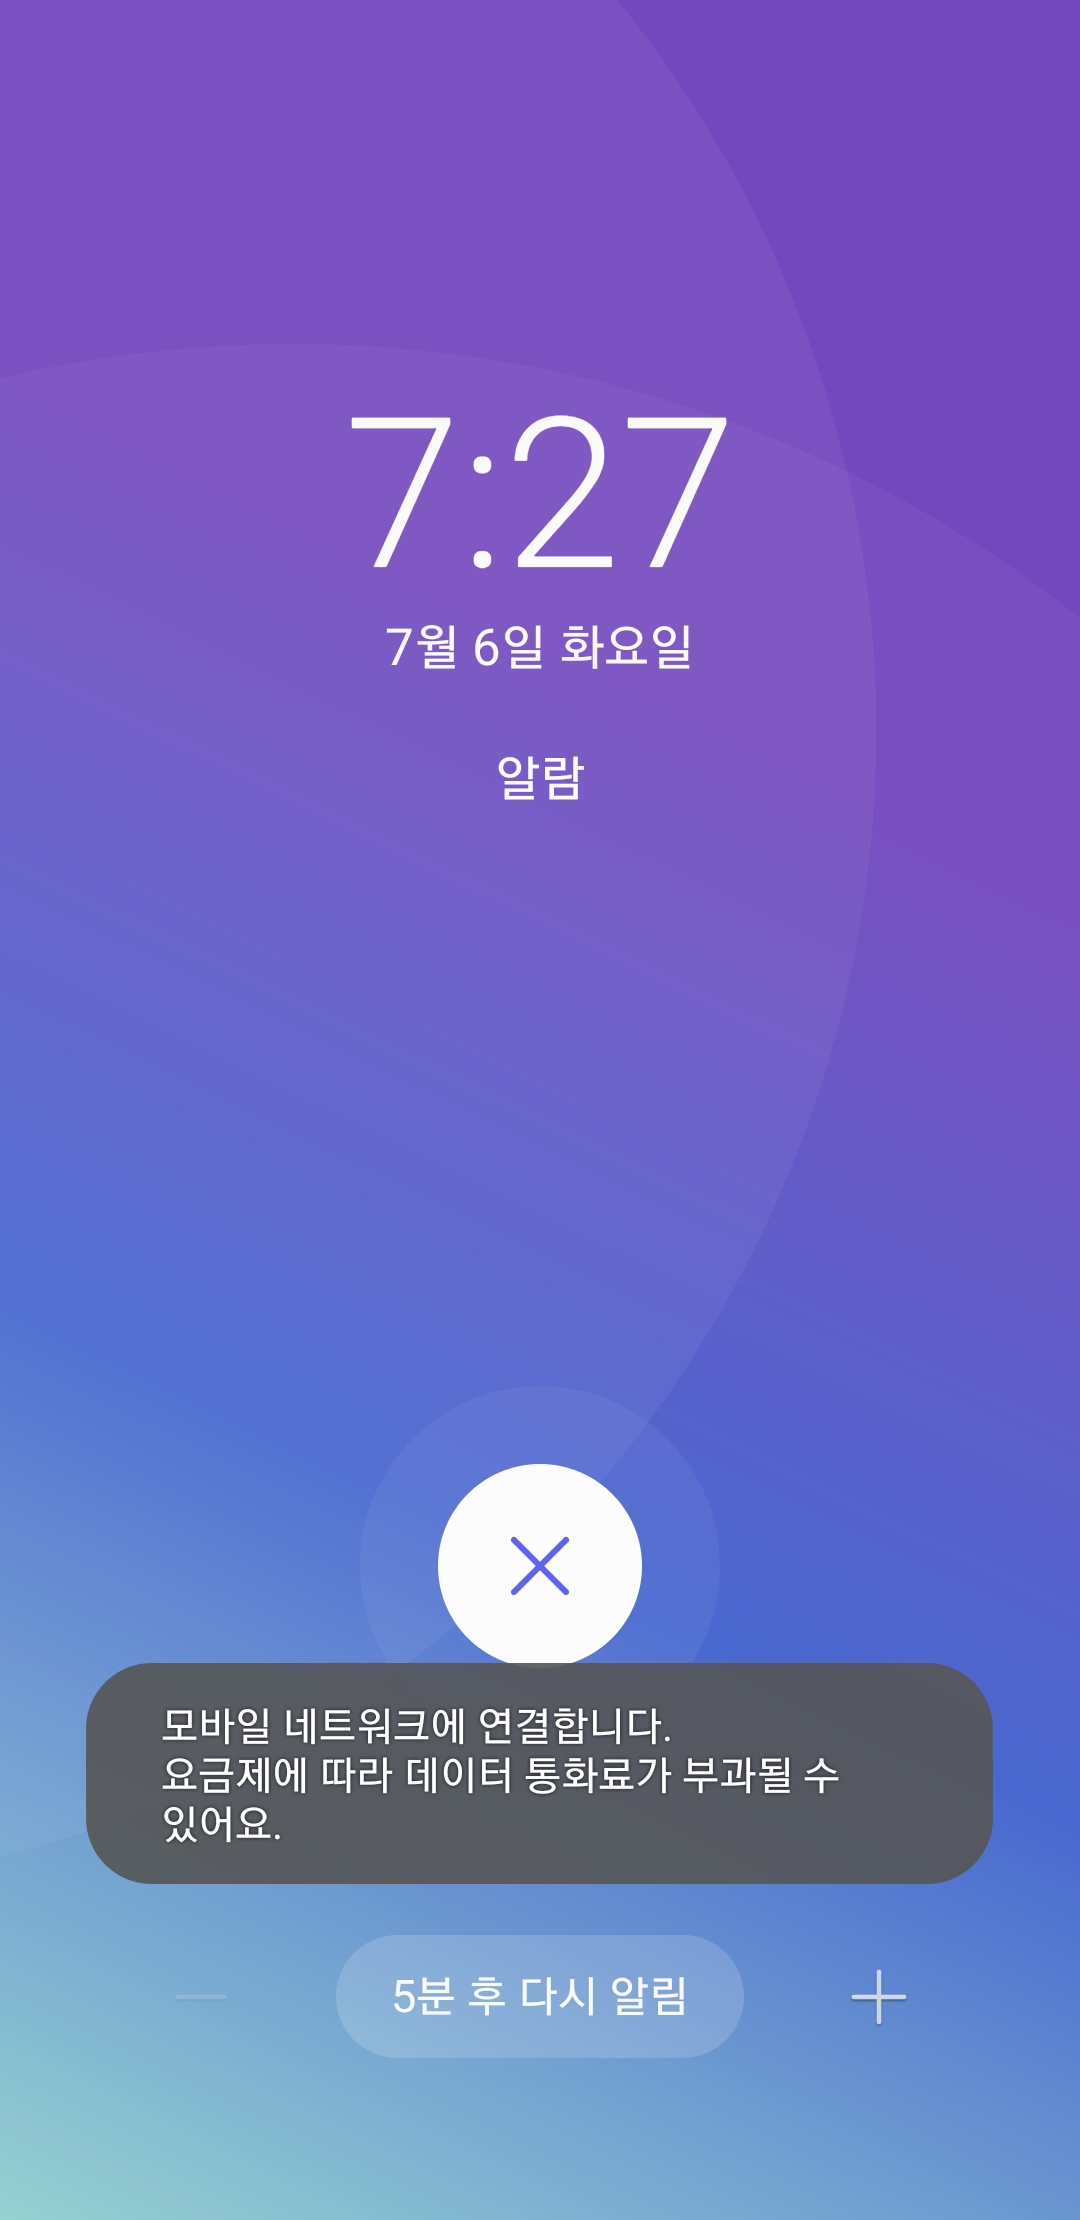 7:27
7월 6일 화요일
알람
모바일 네트워크에 연결합니다.
요금제에 따라 데이터 통화료가 부과될 수
있어요.
5분 후 다시 알림